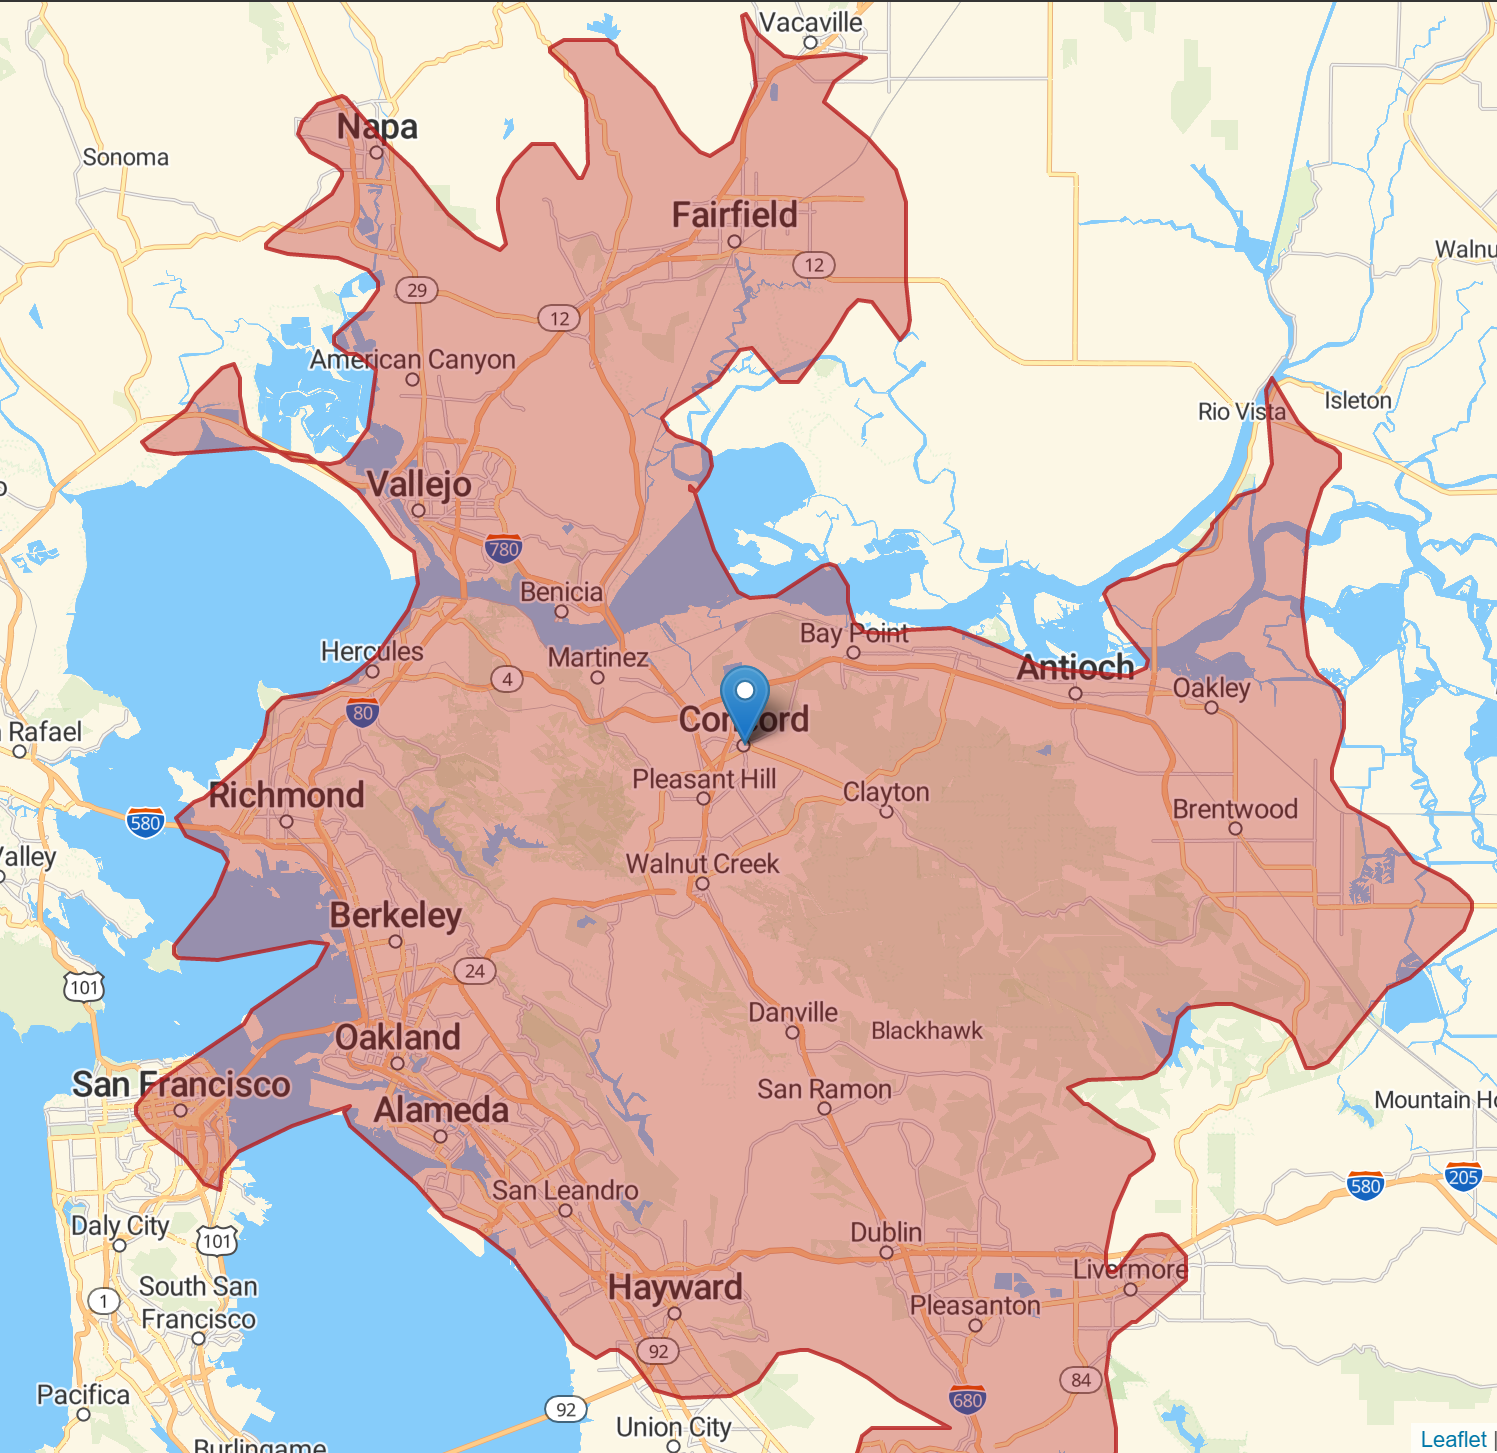 Vacaville
Napa
Sonoma
Fairfield
Walnu
12
29
12
American Canyon
Isleton
Rio Vista
Vallejo
780
Benicia
Bay Point
Hercules
Martinez
Antioch
4
Oakley
80
Rafael
Concord
Pleasant Hill
Clayton
Richmond
Brentwood
580
Valley
Walnut Creek
Berkeley
24
101
Danville
Blackhawk
Oakland
San Francisco
San Ramon
Mountain Ho
Alameda
580
205
San Leandro
Daly City
101
Dublin
Livermore
South San
Francisco
Hayward
1
Pleasanton
92
84
Pacifica
680
92
Union City
Burlingame
Leaflet |